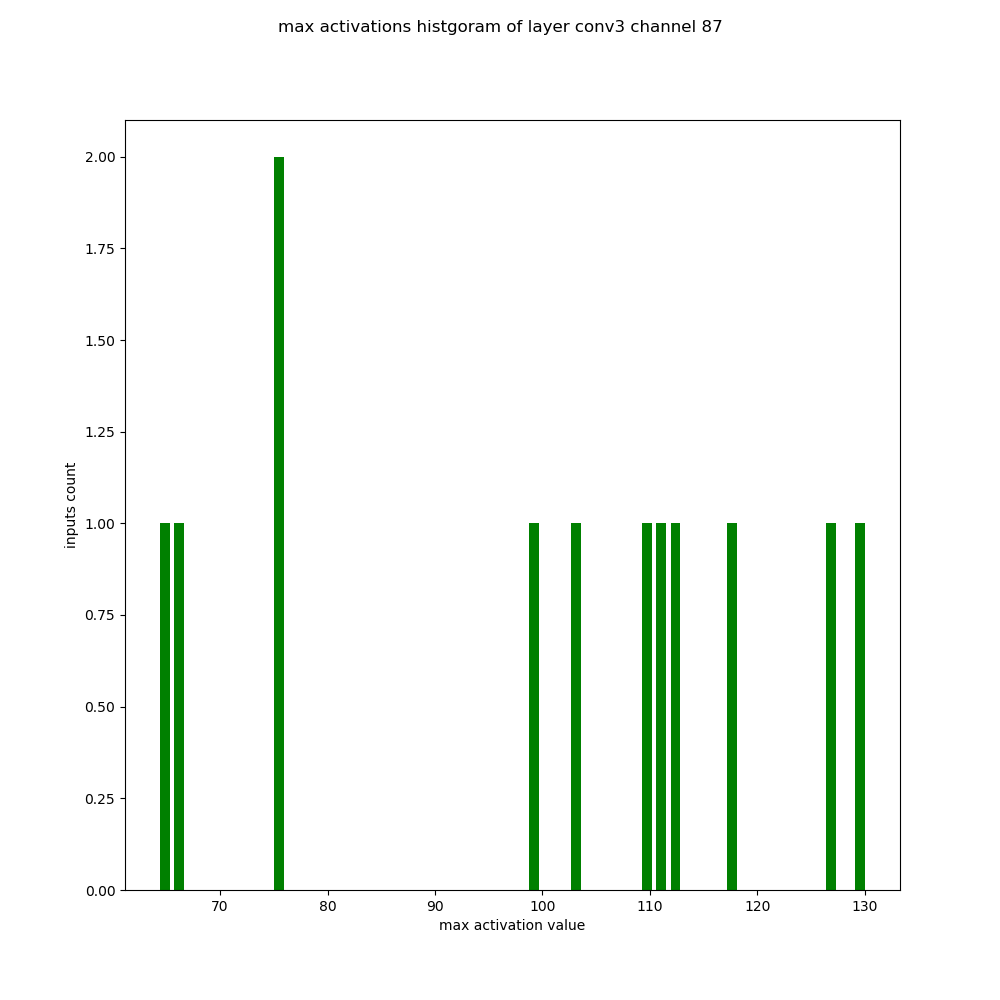 max activations histgoram of layer conv3 channel 87
2.00
1.75
1.50
1.25
1.00
0.75
0.50
0.25
0.00
inputs count
70 80 90 100 110 120 130
max activation value